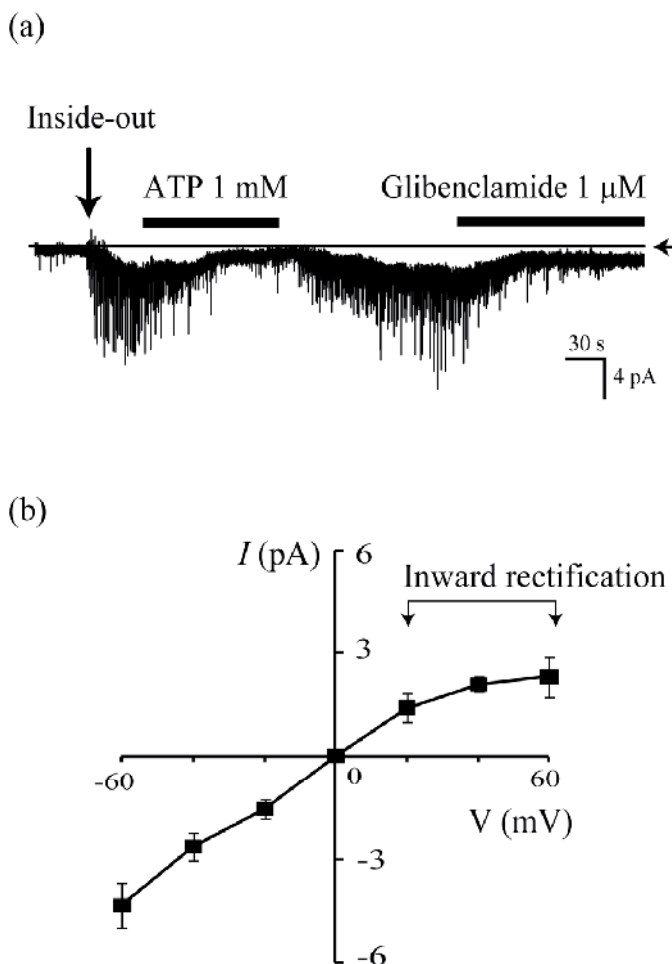 (a)
Inside-out
ATP 1 mM Glibenclamide 1 μM
30 s
4 pA
(b)
I (pA)
6
Inward rectification
3
-60 0 60
V (mV)
-3
-6